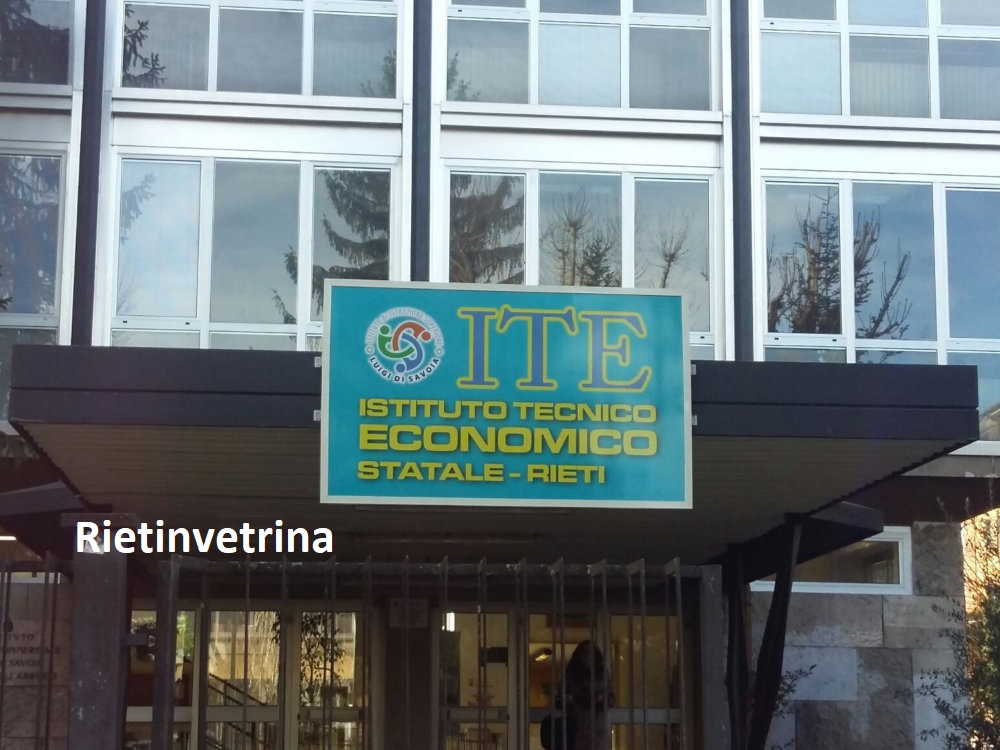 ITE
LUIGI DI SAVOIA
ISTITUTO TECNICO
ECONOMICO
STATALE - RIETI
Rietinvetrina